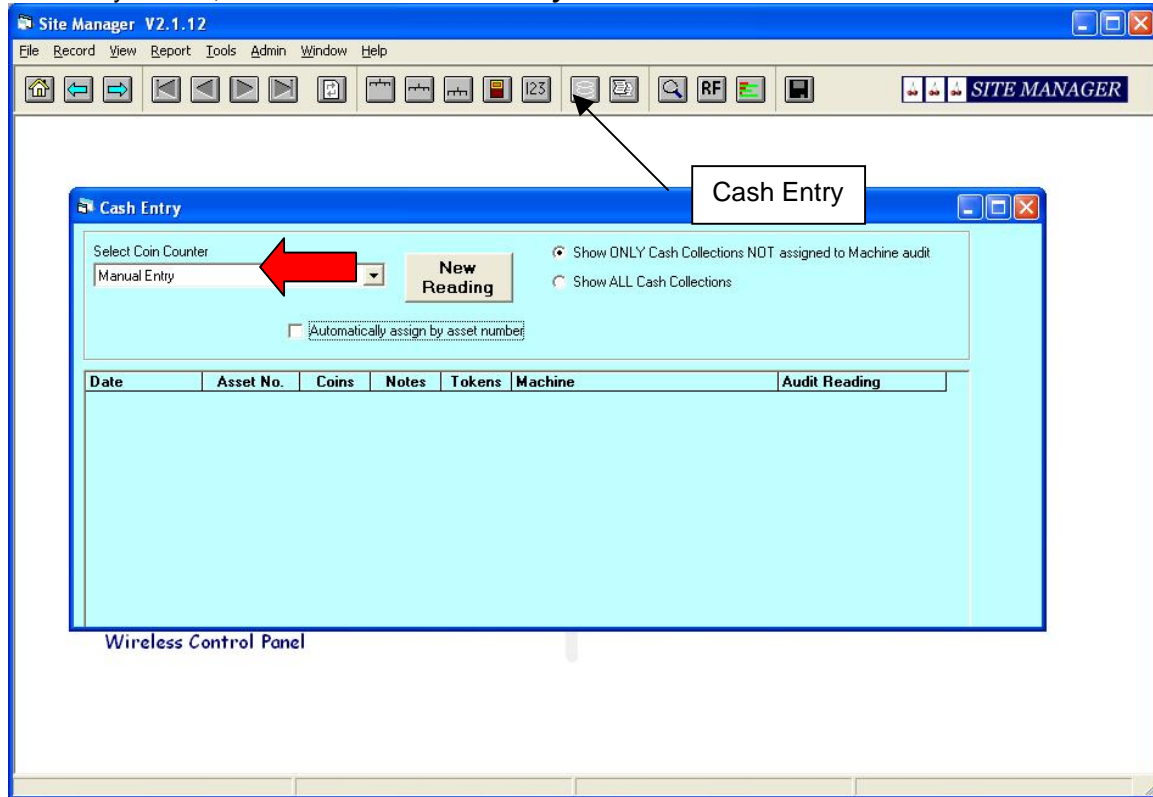 Site Manager V2.1.12
File Record View Report Tools Admin Window Help
123 RF SITE MANAGER
Cash Entry
Cash Entry
Select Coin Counter
Manual Entry
New
Reading
Show ONLY Cash Collections NOT assigned to Machine audit
Show ALL Cash Collections
Automatically assign by asset number
Date Asset No. Coins Notes Tokens Machine Audit Reading
Wireless Control Panel